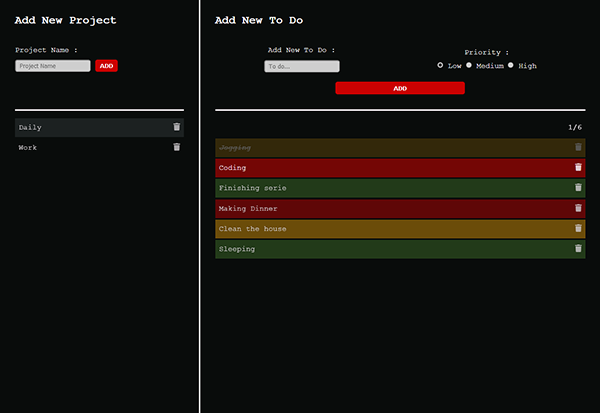 Add New Project
Project Name :
Project Name
ADD
Daily
Work
Add New To Do
Add New To Do :
To do...
Priority :
Low Medium High
ADD
1/6
Jogging
Coding
Finishing serie
Making Dinner
Clean the house
Sleeping